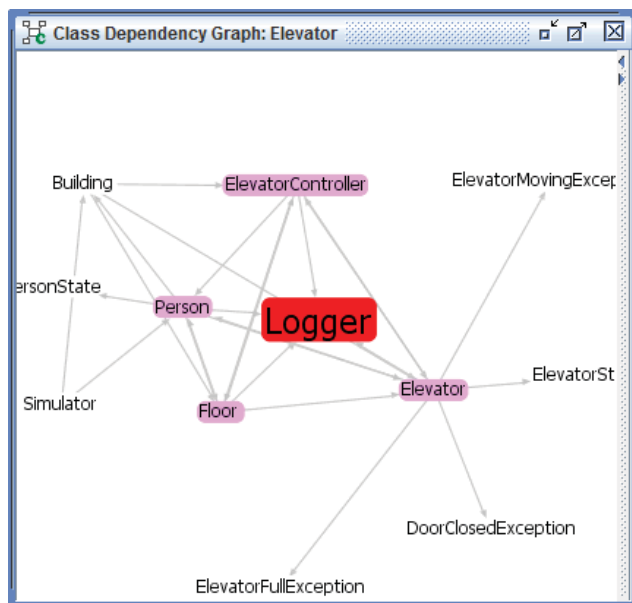 Class Dependency Graph: Elevator
Building
ElevatorController
ElevatorMovingExcep
ersonState
Person
Logger
Simulator
Floor
Elevator
ElevatorSt
DoorClosedException
ElevatorFullException